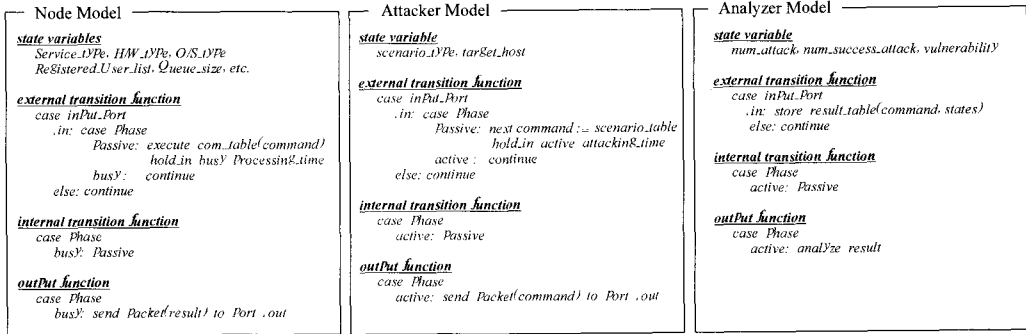 Node Model
state variables
Service_tyPe, H/W_tyPe, O/S_tyPe
Registered_User_list, Queue_size, etc.
external transition function
case inPut_Port
.in: case Phase
Passive: execute com_table(command)
hold_in busy Processing_time
busy: continue
else: continue
internal transition function
case Phase
busy: Passive
outPut function
case Phase
busy: send Packet(result) to Port .out
Attacker Model
state variable
scenario_tyPe, target_host
external transition function
case inPut_Port
.in: case Phase
Passive: next command := scenario_table
hold_in active attacking_time
active : continue
else: continue
internal transition function
case Phase
active: Passive
outPut function
case Phase
active: send Packet(command) to Port .out
Analyzer Model
state variable
num_attack, num_success_attack, vulnerability
external transition function
case inPut_Port
.in: store result_table(command, states)
else: continue
internal transition function
case Phase
active: Passive
outPut function
case Phase
active: analyze result